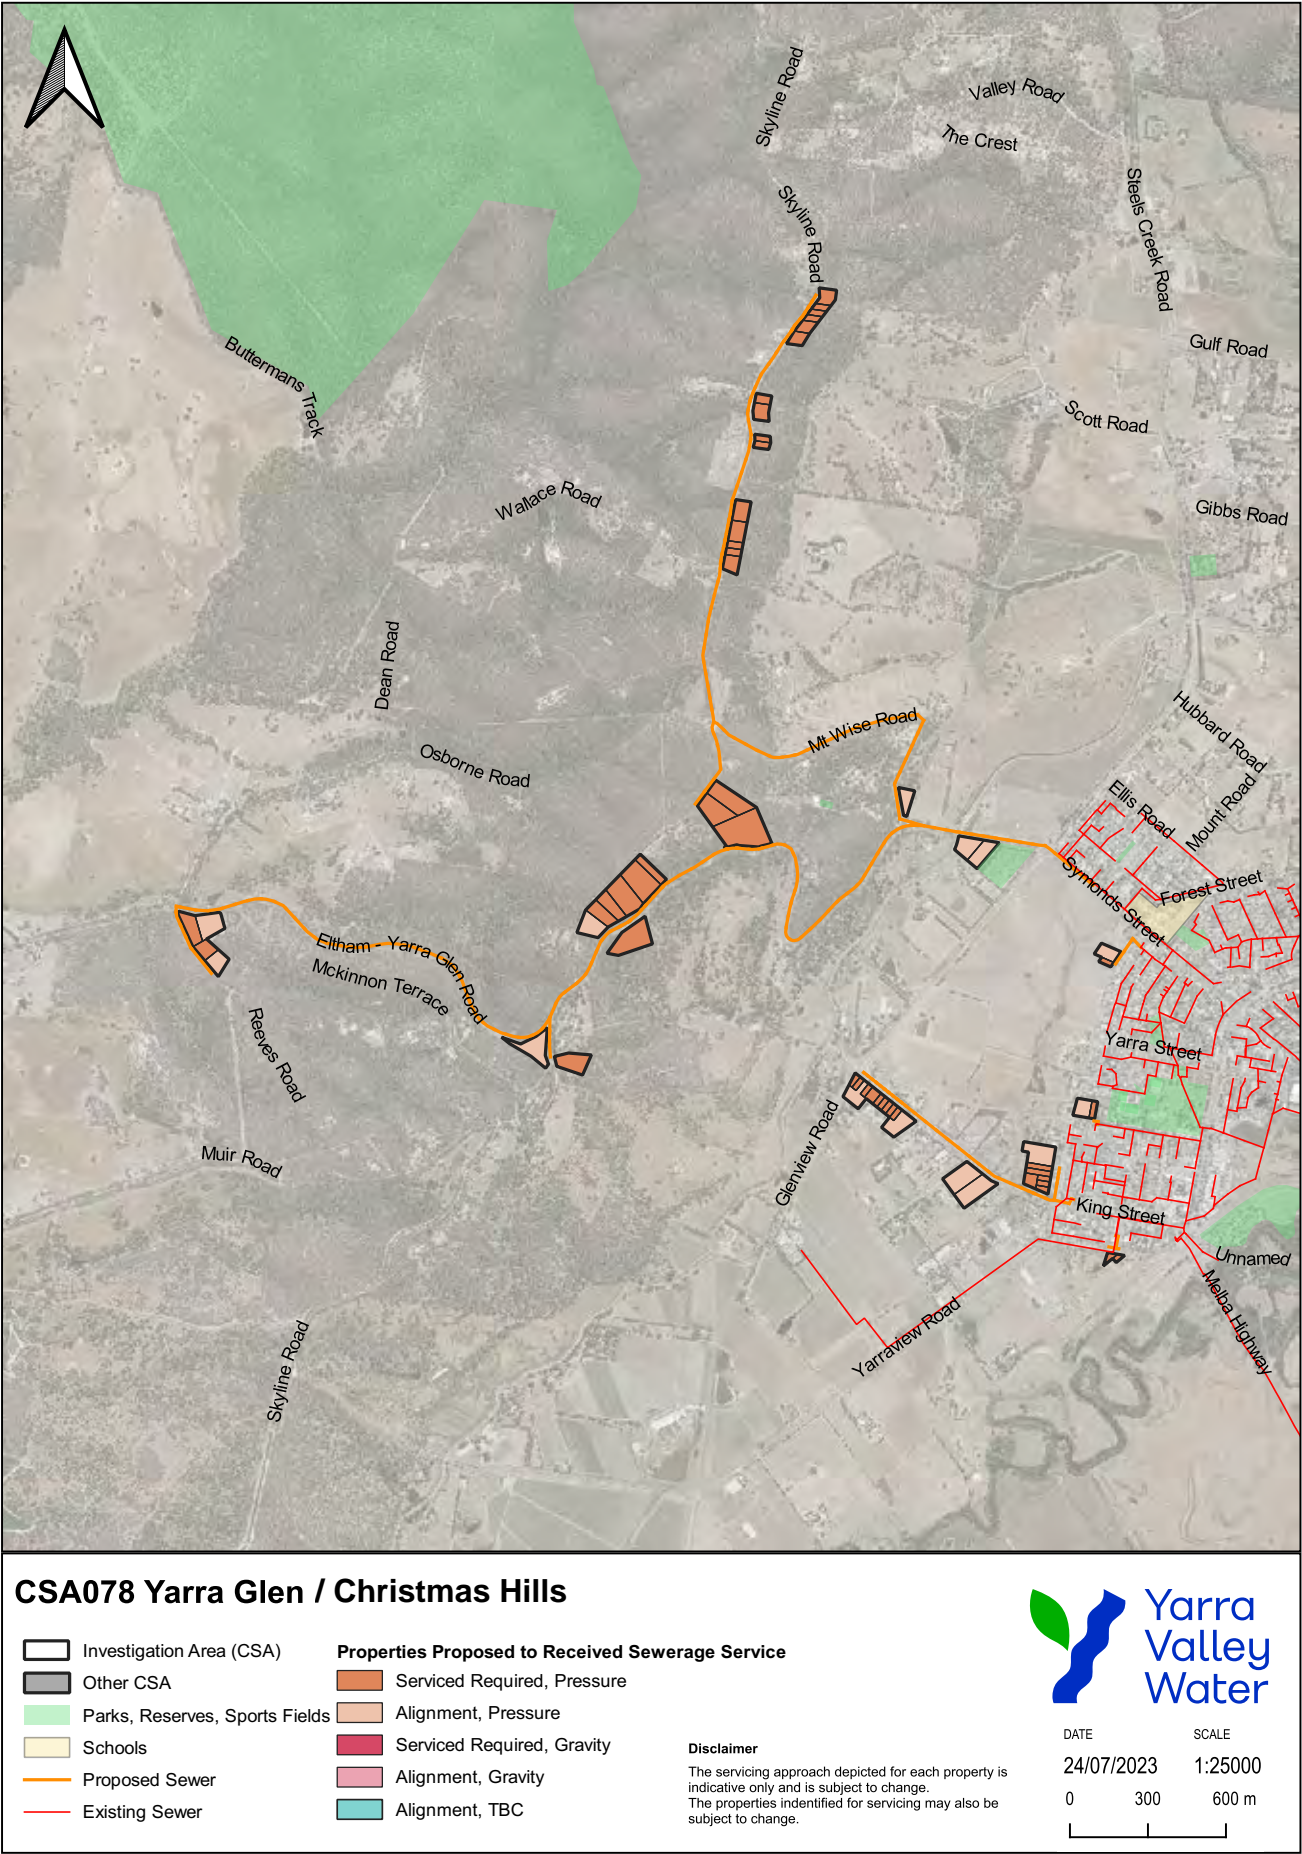 Skyline Road
Valley Road
The Crest
Steels Creek Road
Skyline Road
Gulf Road
Buttermans Track
Scott Road
Wallace Road
Gibbs Road
Dean Road
Hubbard Road
Mt Wise Road
Osborne Road
Ellis Road
Mount Road
Symonds Street
Forest Street
Eltham - Yarra Glen Road
Mckinnon Terrace
Reeves Road
Yarra Street
Glenview Road
Muir Road
King Street
Unnamed
Melba Highway
Yarraview Road
Skyline Road
CSA078 Yarra Glen / Christmas Hills
Investigation Area (CSA)
Other CSA
Parks, Reserves, Sports Fields
Schools
Proposed Sewer
Existing Sewer
Properties Proposed to Received Sewerage Service
Serviced Required, Pressure
Alignment, Pressure
Serviced Required, Gravity
Alignment, Gravity
Alignment, TBC
Disclaimer
The servicing approach depicted for each property is
indicative only and is subject to change.
The properties indentified for servicing may also be
subject to change.
Yarra
Valley
Water
DATE SCALE
24/07/2023 1:25000
0 300 600 m